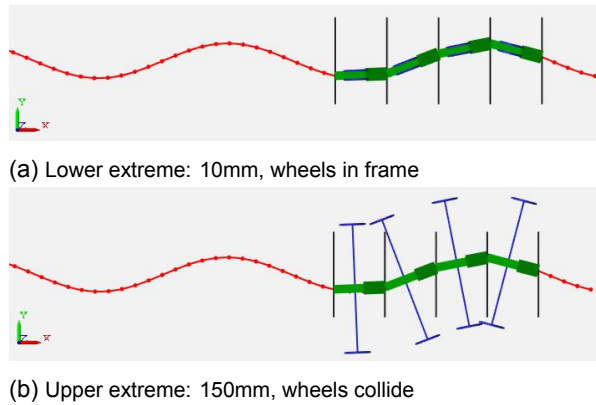 Y
Z
X
(a) Lower extreme: 10mm, wheels in frame
Y
Z
X
(b) Upper extreme: 150mm, wheels collide